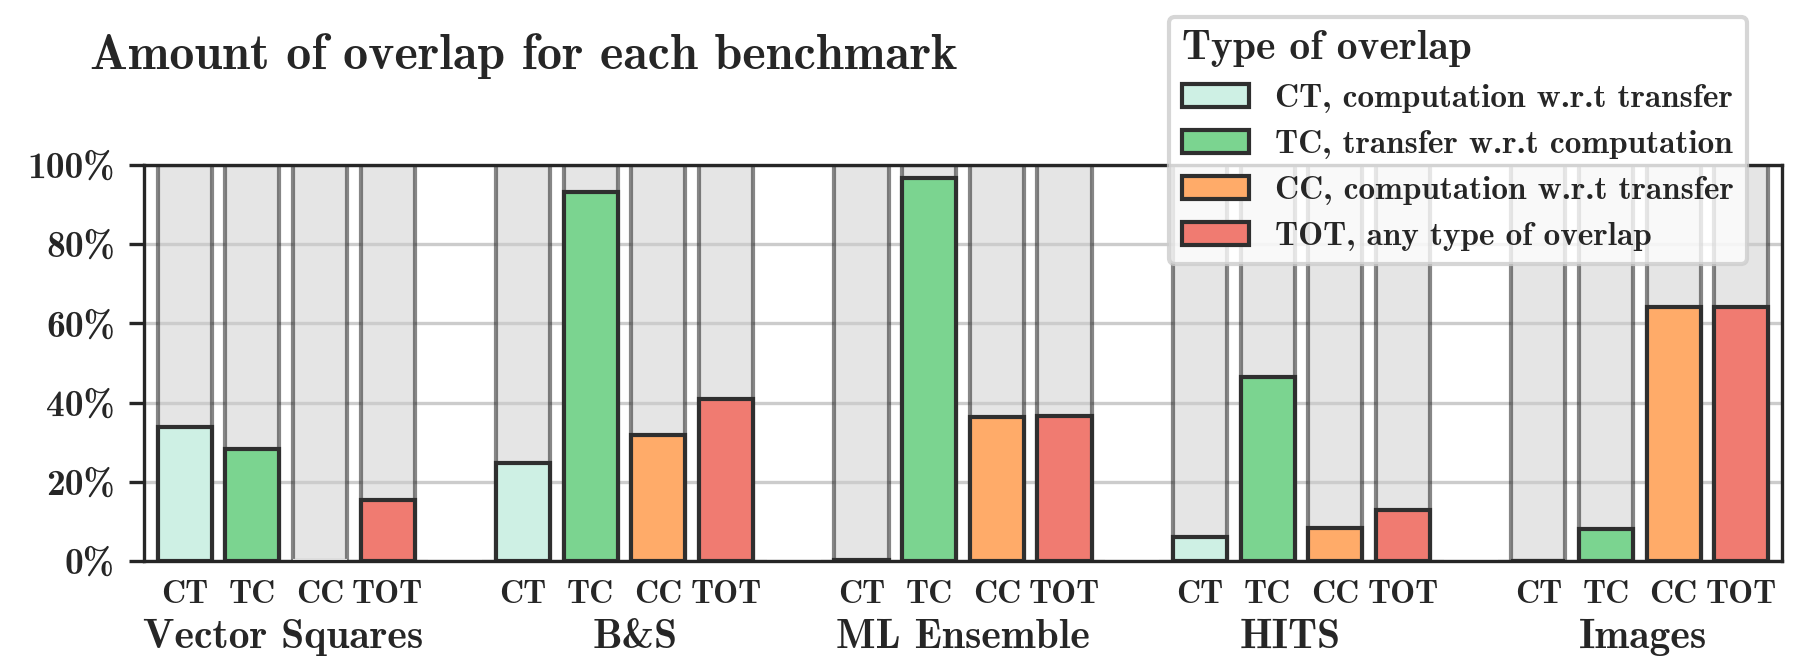 Amount of overlap for each benchmark
Type of overlap
CT, computation w.r.t transfer
TC, transfer w.r.t computation
CC, computation w.r.t transfer
TOT, any type of overlap
100%
80%
60%
40%
20%
0%
CT TC CC TOT CT TC CC TOT CT TC CC TOT CT TC CC TOT CT TC CC TOT
Vector Squares B&S ML Ensemble HITS Images